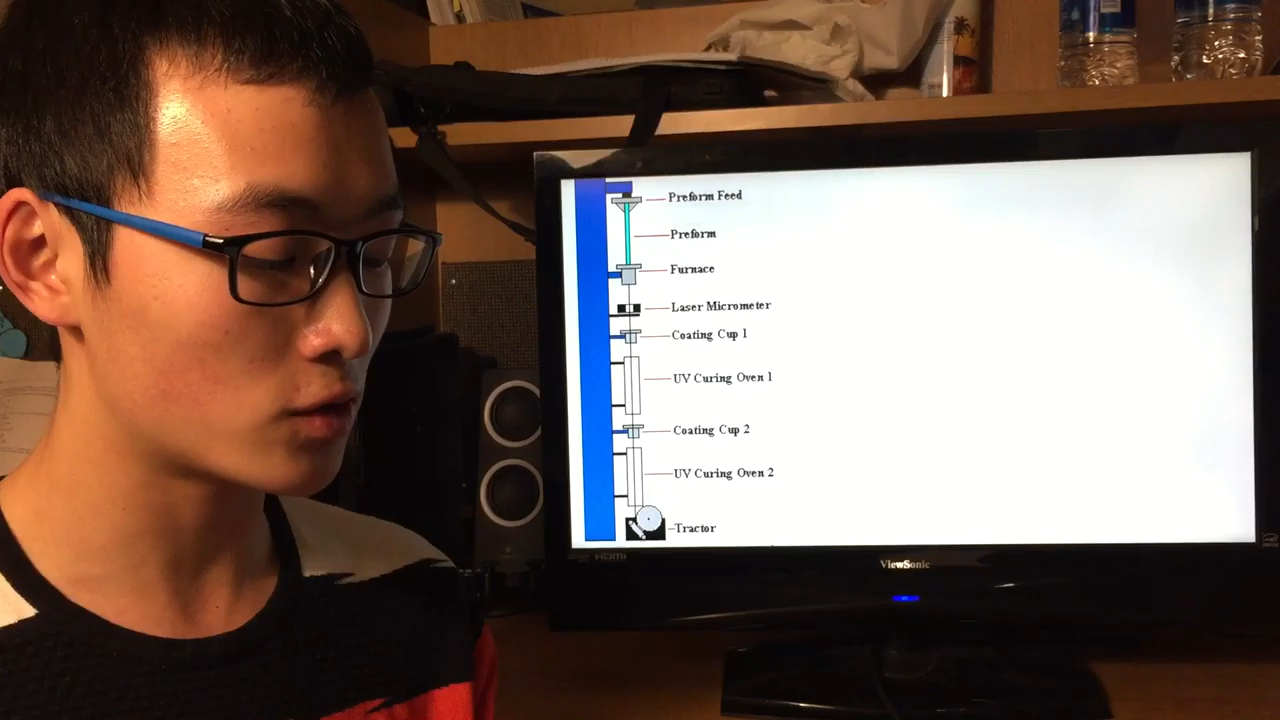 Preform Feed
Preform
Furnace
Laser Micrometer
Coating Cup 1
UV Curing Oven 1
Coating Cup 2
UV Curing Oven 2
Tractor
HDMI
ViewSonic